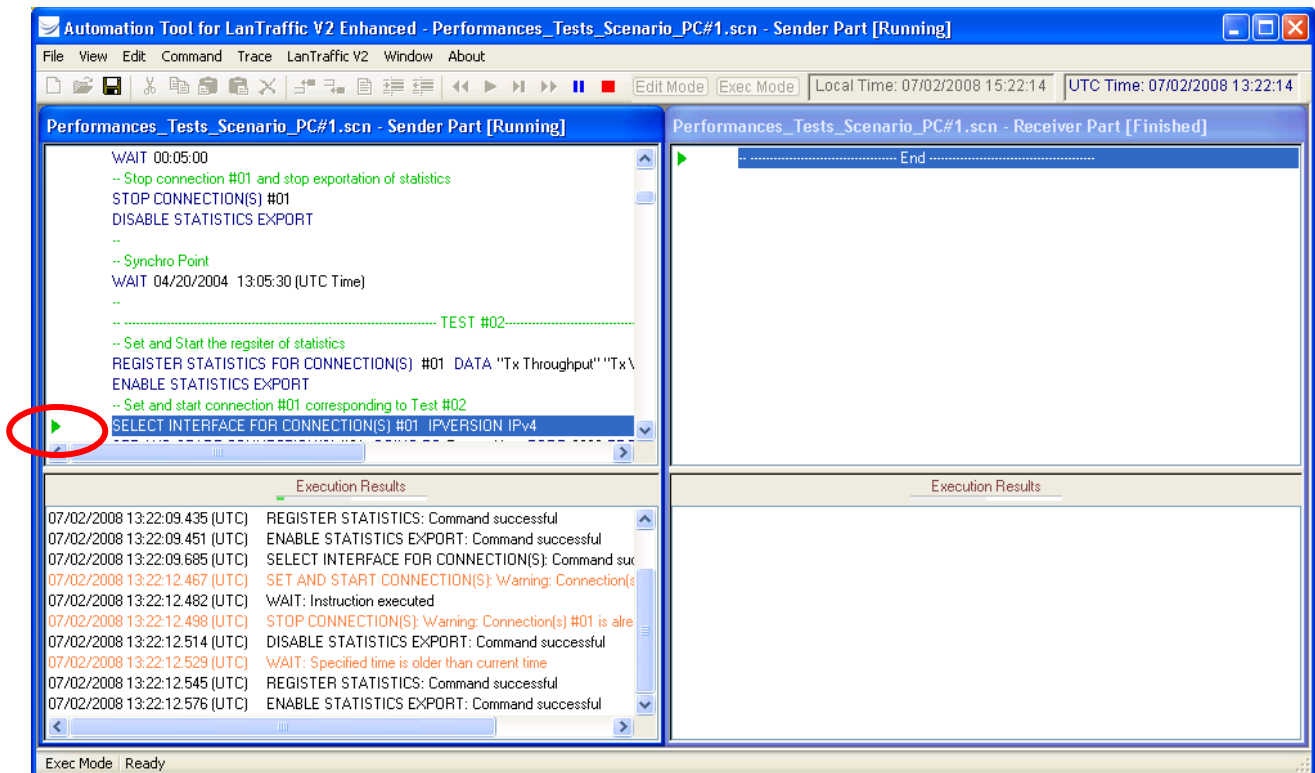 Automation Tool for LanTraffic V2 Enhanced - Performances_Tests_Scenario_PC#1.scn - Sender Part [Running]
File View Edit Command Trace LanTraffic V2 Window About
Edit Mode Exec Mode Local Time: 07/02/2008 15:22:14 UTC Time: 07/02/2008 13:22:14
Performances_Tests_Scenario_PC#1.scn - Sender Part [Running]
WAIT 00:05:00
-- Stop connection #01 and stop exportation of statistics
STOP CONNECTION(S) #01
DISABLE STATISTICS EXPORT
--
-- Synchro Point
WAIT 04/20/2004 13:05:30 (UTC Time)
--
-- ---------------------------------------------------------------------------- TEST #02--------------------------------
-- Set and Start the regsiter of statistics
REGISTER STATISTICS FOR CONNECTION(S) #01 DATA "Tx Throughput" "Tx V
ENABLE STATISTICS EXPORT
-- Set and start connection #01 corresponding to Test #02
SELECT INTERFACE FOR CONNECTION(S) #01 IPVERSION IPv4
Execution Results
07/02/2008 13:22:09.435 (UTC) REGISTER STATISTICS: Command successful
07/02/2008 13:22:09.451 (UTC) ENABLE STATISTICS EXPORT: Command successful
07/02/2008 13:22:09.685 (UTC) SELECT INTERFACE FOR CONNECTION(S): Command suc
07/02/2008 13:22:12.467 (UTC) SET AND START CONNECTION(S): Warning: Connection(s
07/02/2008 13:22:12.482 (UTC) WAIT: Instruction executed
07/02/2008 13:22:12.498 (UTC) STOP CONNECTION(S): Warning: Connection(s) #01 is alre
07/02/2008 13:22:12.514 (UTC) DISABLE STATISTICS EXPORT: Command successful
07/02/2008 13:22:12.529 (UTC) WAIT: Specified time is older than current time
07/02/2008 13:22:12.545 (UTC) REGISTER STATISTICS: Command successful
07/02/2008 13:22:12.576 (UTC) ENABLE STATISTICS EXPORT: Command successful
Performances_Tests_Scenario_PC#1.scn - Receiver Part [Finished]
-- ------------------------------------- End ------------------------------------------
Execution Results
Exec Mode Ready